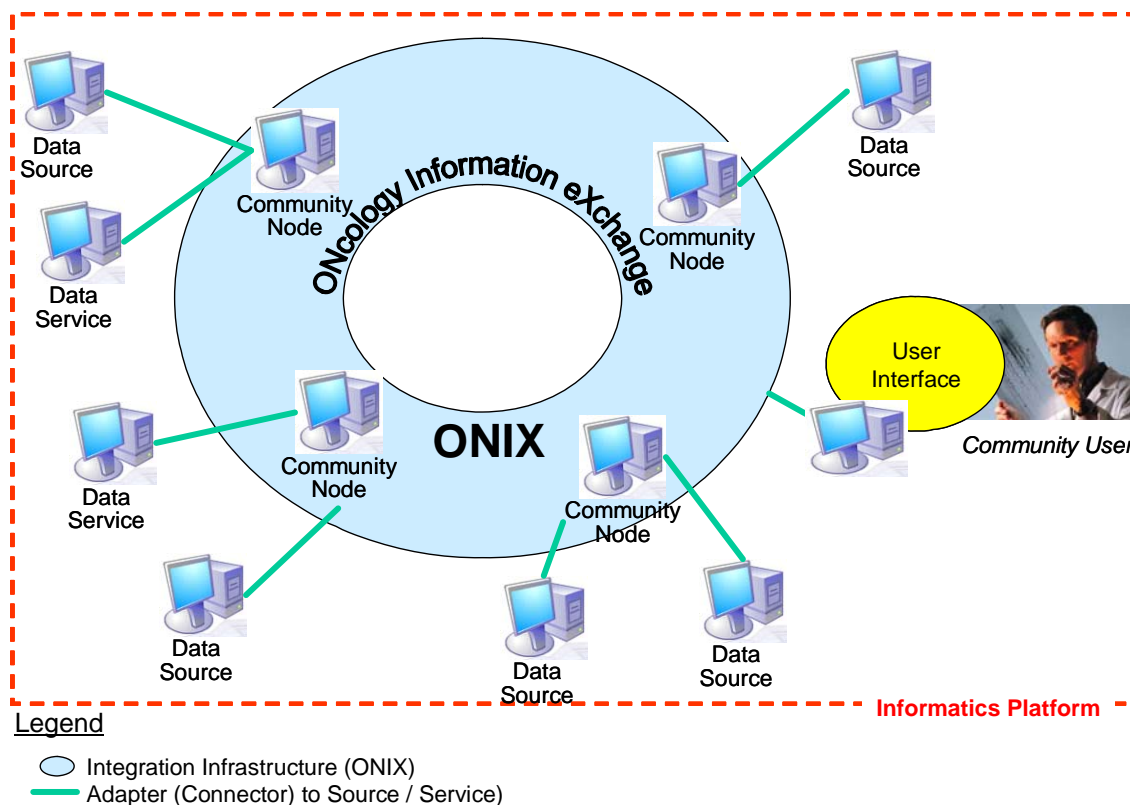 Data
Source
Data
Service
Community
Node
ONcology Information eXchange
Community
Node
Data
Source
User
Interface
Community User
Data
Service
Community
Node
ONIX
Community
Node
Data
Source
Data
Source
Data
Source
Informatics Platform
Legend
Integration Infrastructure (ONIX)
Adapter (Connector) to Source / Service)